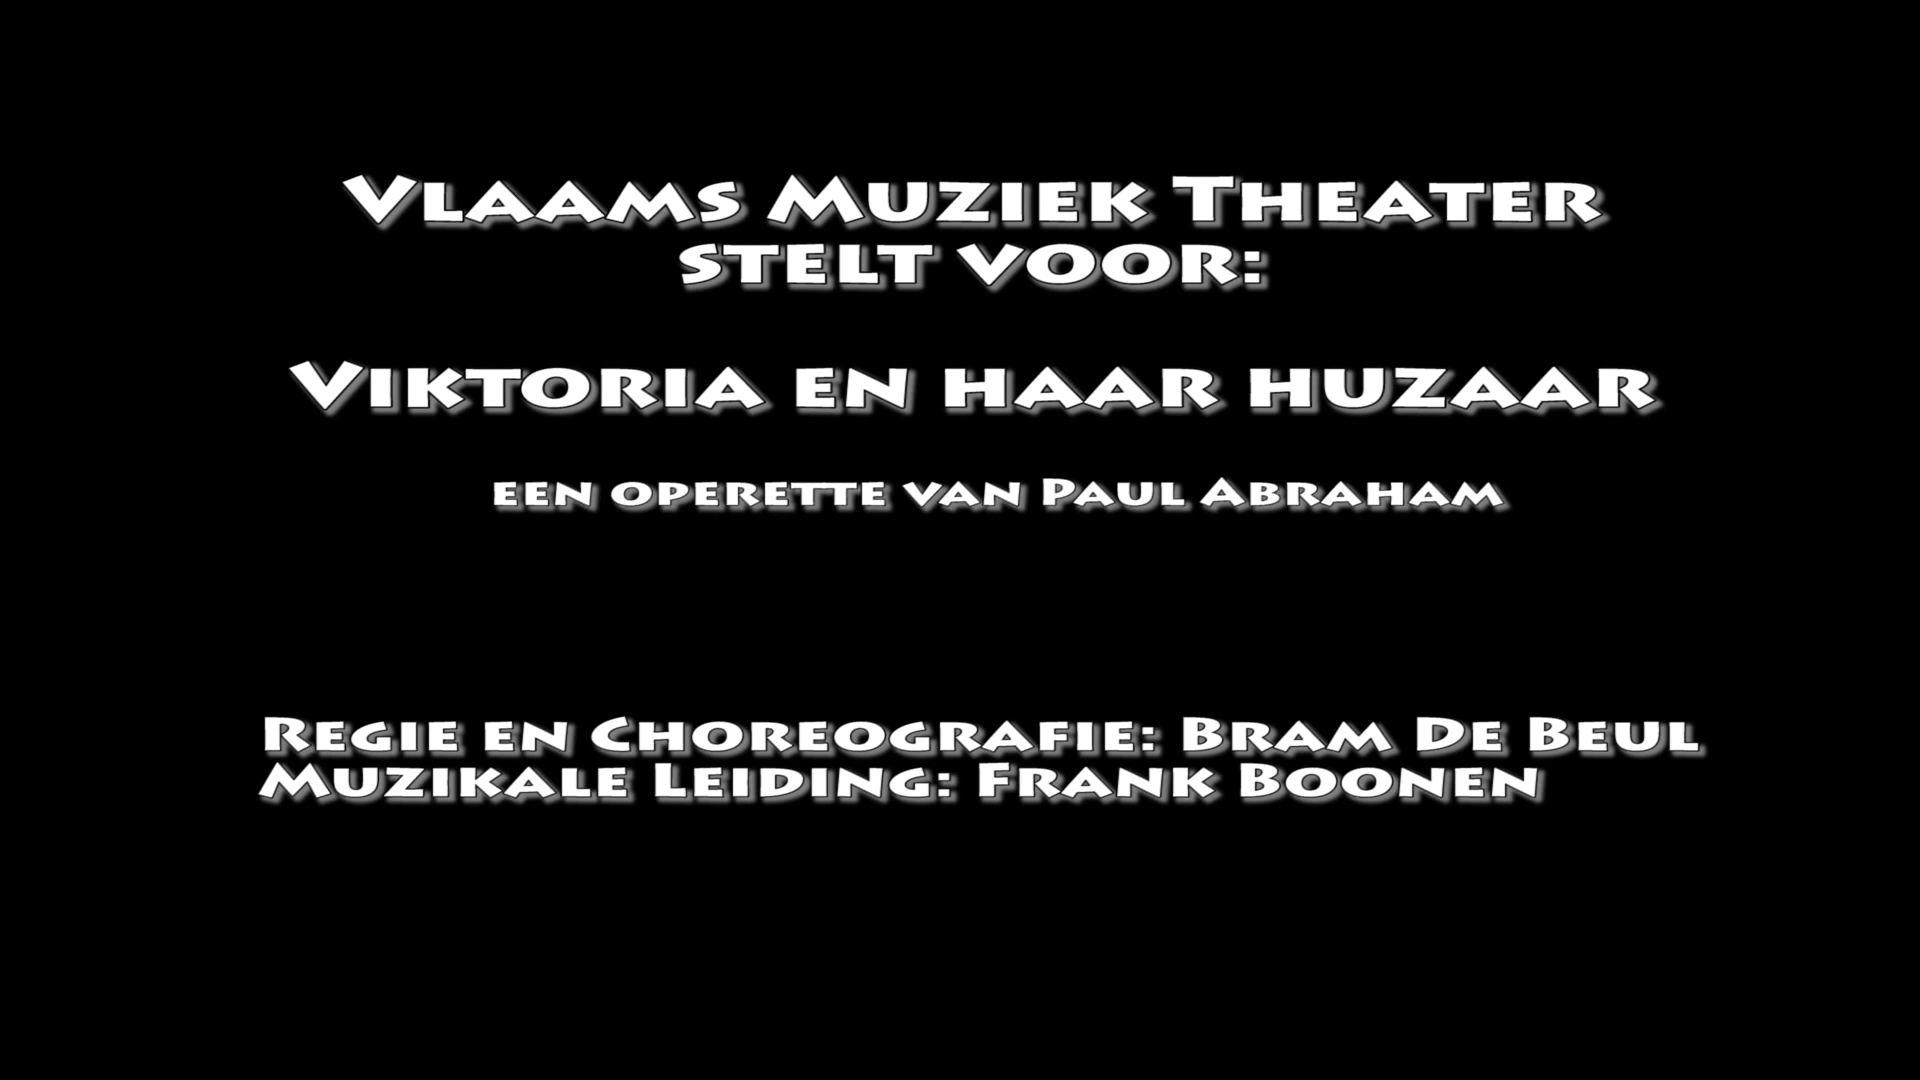 Vlaams Muziek Theater
stelt voor:
Viktoria en haar huzaar
een operette van Paul Abraham
Regie en Choreografie: Bram De Beul
Muzikale Leiding: Frank Boonen